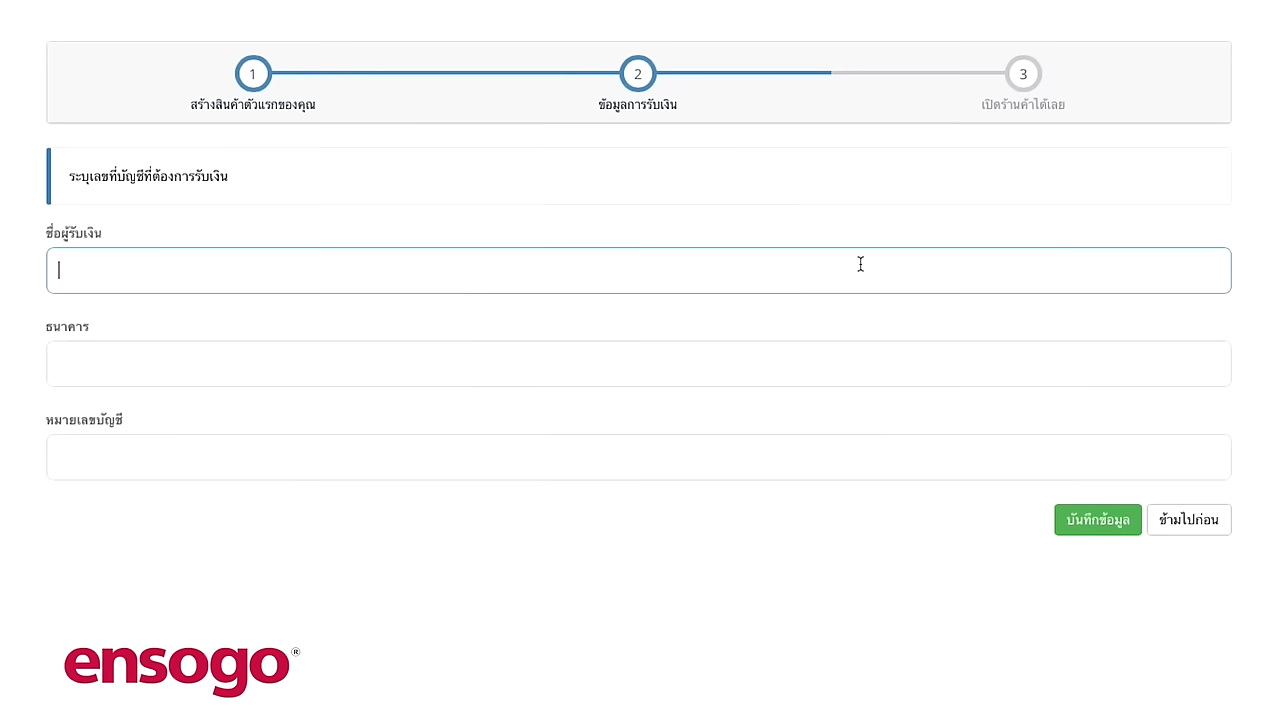 1
2
3
สร้างสินค้าตัวแรกของคุณ
ข้อมูลการรับเงิน
เปิดร้านค้าได้เลย
ระบุเลขที่บัญชีที่ต้องการรับเงิน
ชื่อผู้รับเงิน
ธนาคาร
หมายเลขบัญชี
บันทึกข้อมูล
ข้ามไปก่อน
ensogo®